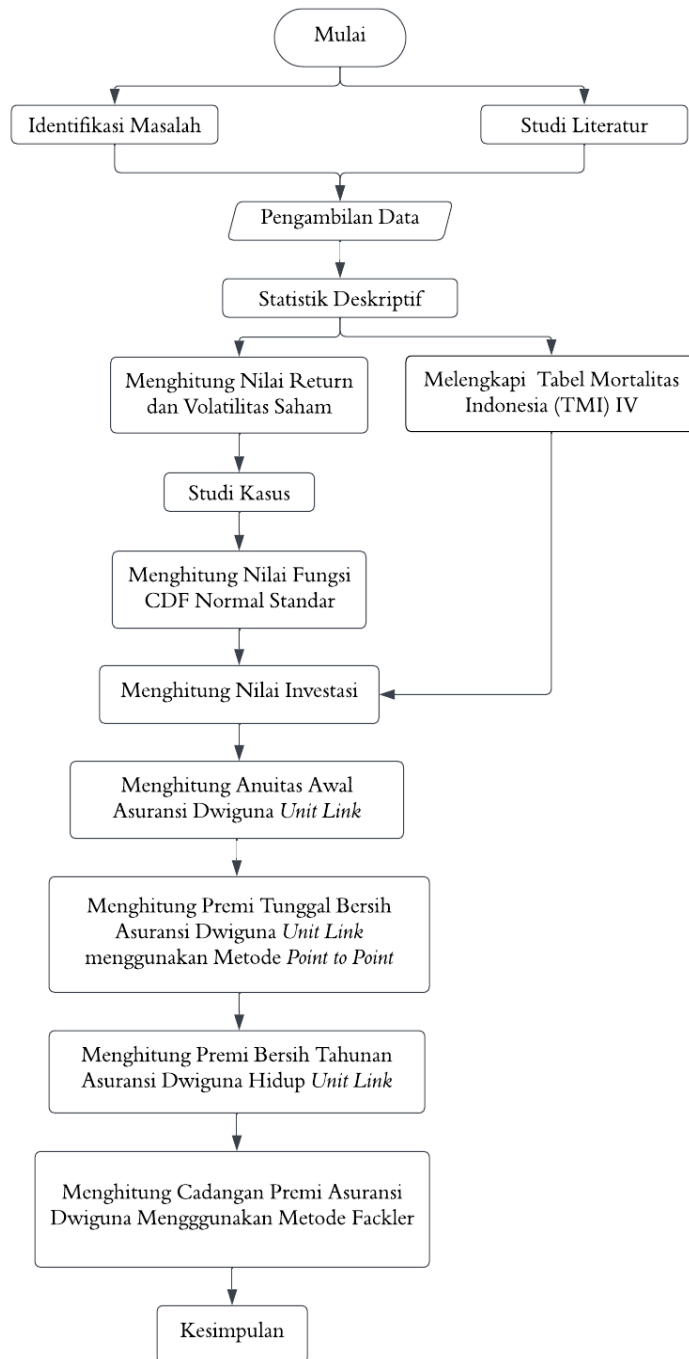 Mulai
Identifikasi Masalah
Studi Literatur
Pengambilan Data
Statistik Deskriptif
Menghitung Nilai Return
dan Volatilitas Saham
Melengkapi Tabel Mortalitas
Indonesia (TMI) IV
Studi Kasus
Menghitung Nilai Fungsi
CDF Normal Standar
Menghitung Nilai Investasi
Menghitung Anuitas Awal
Asuransi Dwiguna Unit Link
Menghitung Premi Tunggal Bersih
Asuransi Dwiguna Unit Link
menggunakan Metode Point to Point
Menghitung Premi Bersih Tahunan
Asuransi Dwiguna Hidup Unit Link
Menghitung Cadangan Premi Asuransi
Dwiguna Mengggunakan Metode Fackler
Kesimpulan